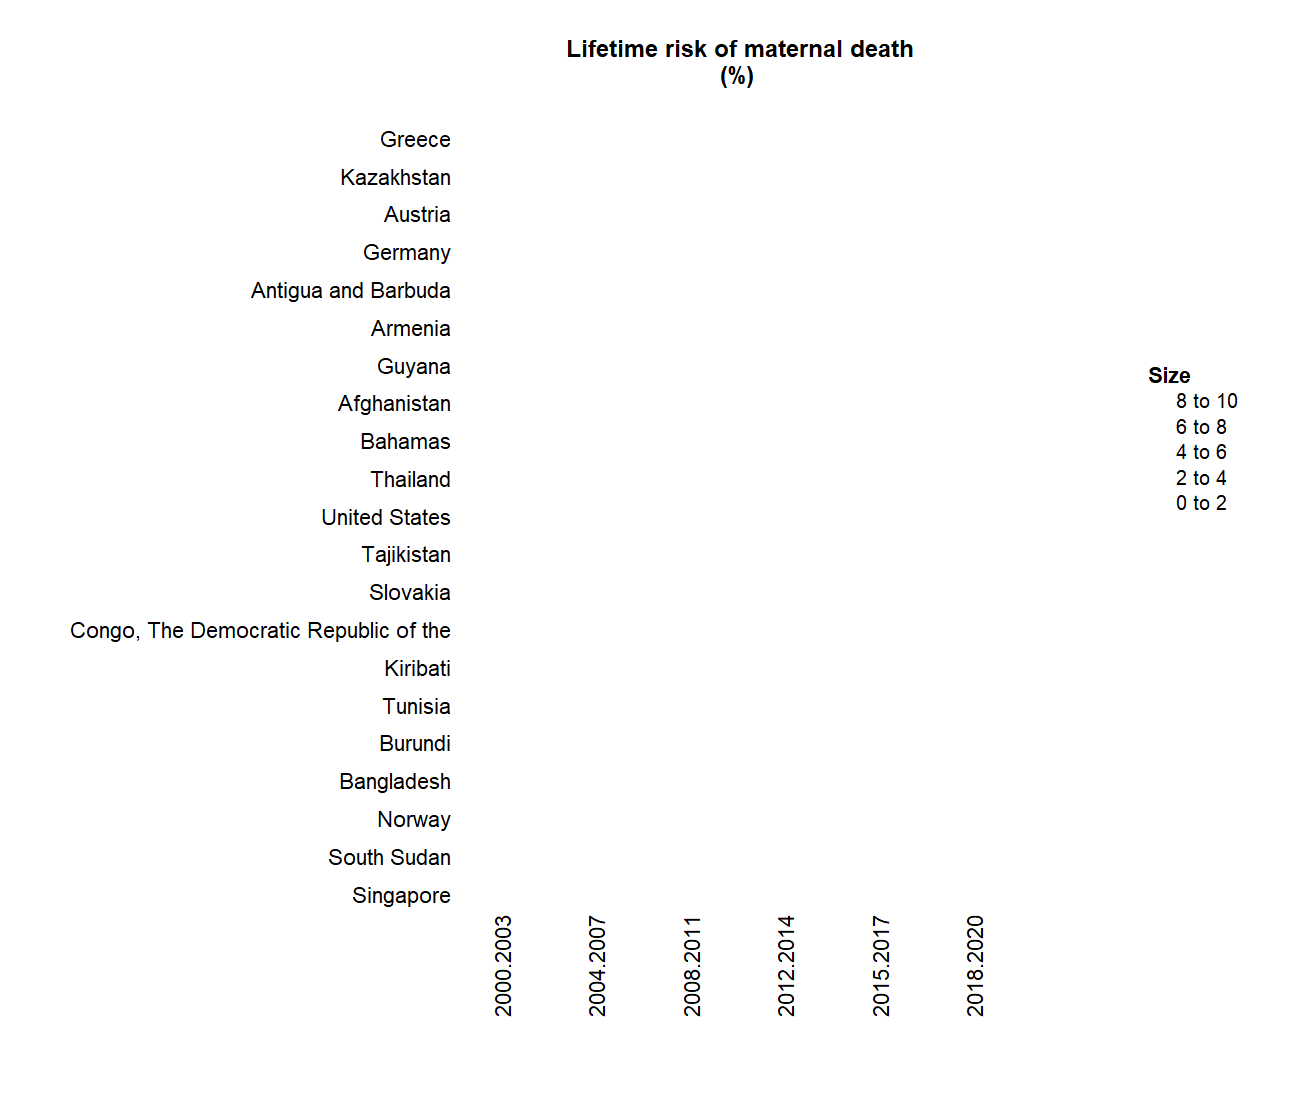 Lifetime risk of maternal death
(%)
Greece
Kazakhstan
Austria
Germany
Antigua and Barbuda
Armenia
Guyana
Afghanistan
Bahamas
Thailand
United States
Tajikistan
Slovakia
Congo, The Democratic Republic of the
Kiribati
Tunisia
Burundi
Bangladesh
Norway
South Sudan
Singapore
2000.2003
2004.2007
2008.2011
2012.2014
2015.2017
2018.2020
Size
8 to 10
6 to 8
4 to 6
2 to 4
0 to 2